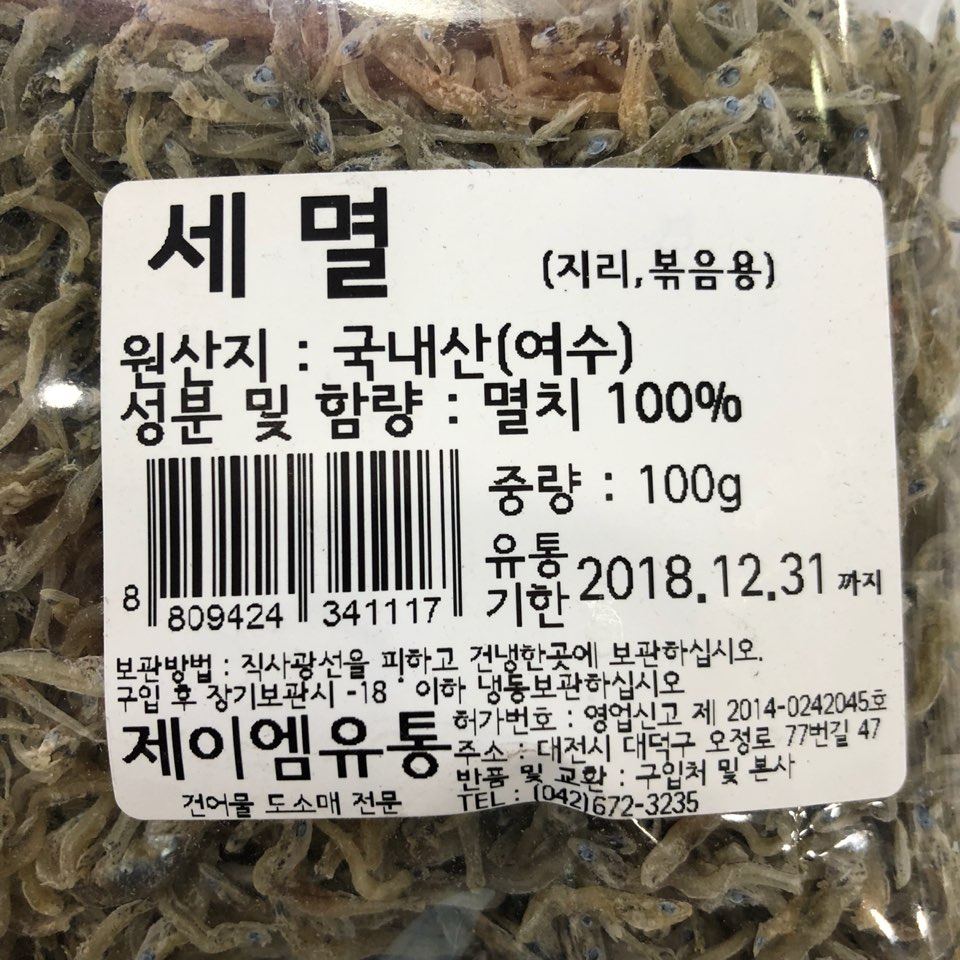 세 멸 (지리,볶음용)
원산지 : 국내산(여수)
성분 및 함량 : 멸치 100%
중량 : 100g
유통
기한 2018.12.31 까지
8 809424 341117
보관방법 : 직사광선을 피하고 건냉한곳에 보관하십시오.
구입 후 장기보관시 -18˚ 이하 냉동보관하십시오
제이엠유통
건어물 도소매 전문
허가번호 : 영업신고 제 2014-0242045호
주소 : 대전시 대덕구 오정로 77번길 47
반품 및 교환 : 구입처 및 본사
TEL : (042)672-3235